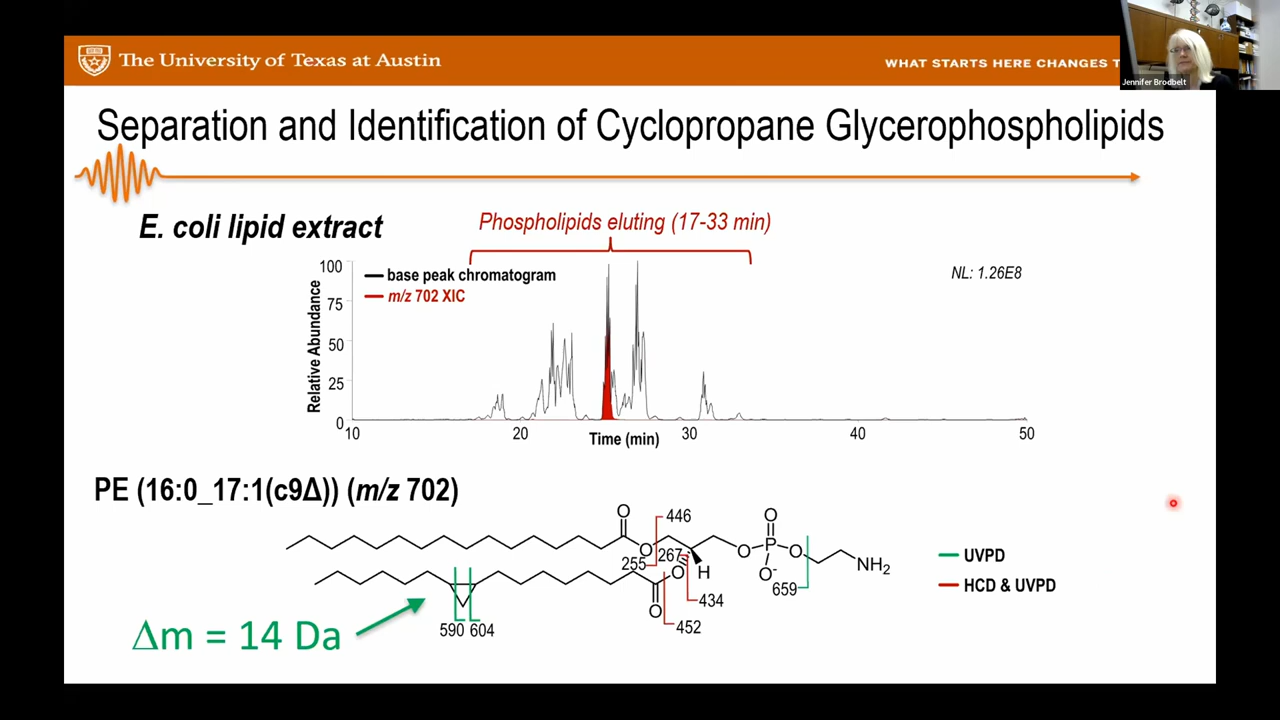 The University of Texas at Austin
WHAT STARTS HERE CHANGES T
Jennifer Brodbelt
Separation and Identification of Cyclopropane Glycerophospholipids
E. coli lipid extract
Phospholipids eluting (17-33 min)
base peak chromatogram
m/z 702 XIC
NL: 1.26E8
Relative Abundance
100
75
50
25
0
10
20
30
40
50
Time (min)
PE (16:0_17:1(c9Δ)) (m/z 702)
O
446
O
255
267
O
H
O
434
452
O
O
P
O
O-
659
NH2
590
604
Δm = 14 Da
UVPD
HCD & UVPD